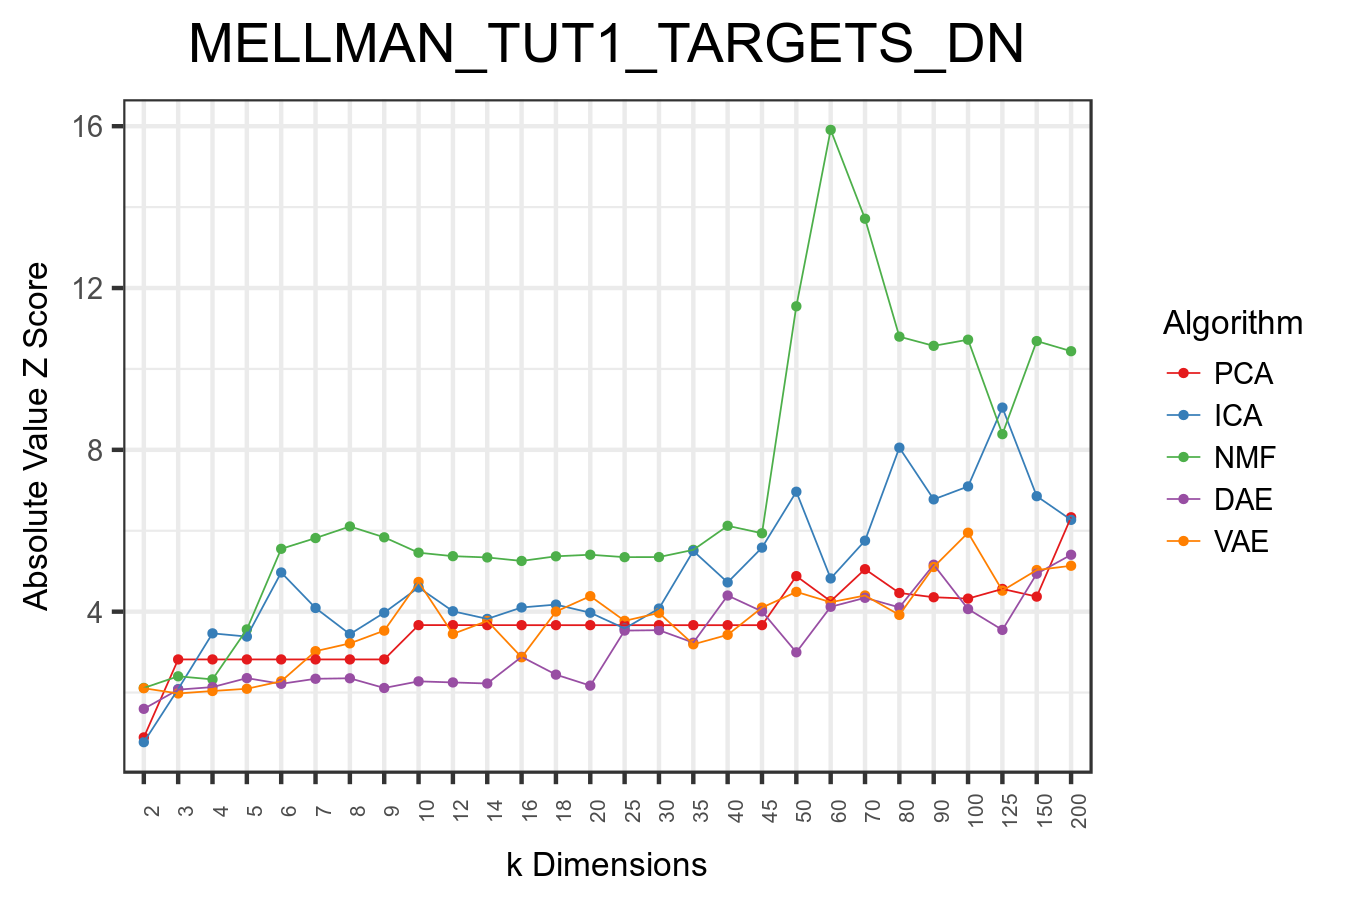 MELLMAN_TUT1_TARGETS_DN
Absolute Value Z Score
16
12
8
4
2 3 4 5 6 7 8 9 10 12 14 16 18 20 25 30 35 40 45 50 60 70 80 90 100 125 150 200
k Dimensions
Algorithm
PCA
ICA
NMF
DAE
VAE